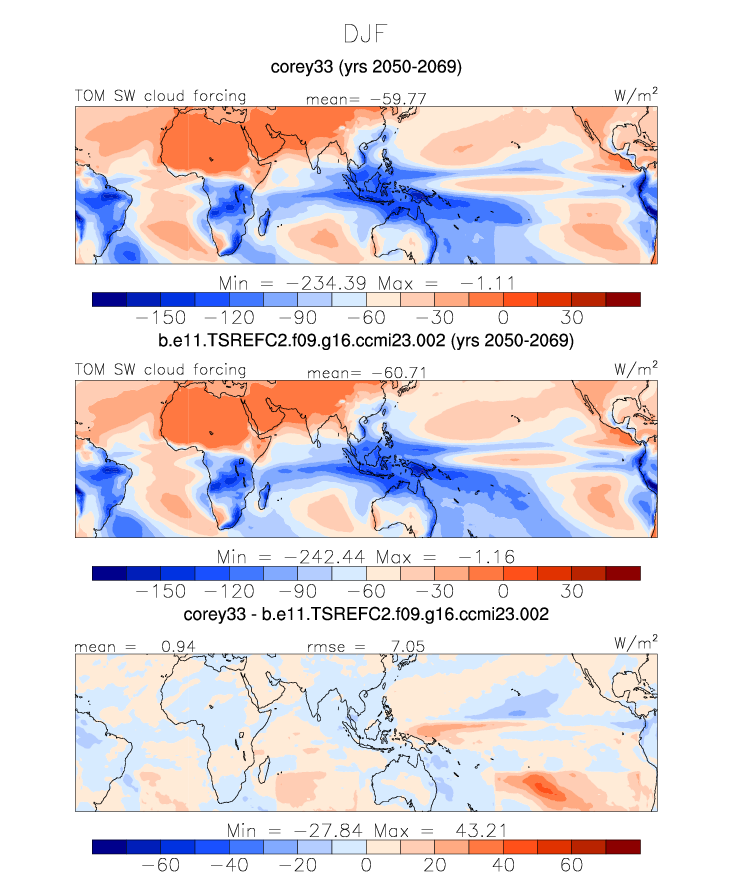 DJF
corey33 (yrs 2050-2069)
TOM SW cloud forcing mean= -59.77 W/m²
Min = -234.39 Max = -1.11
-150 -120 -90 -60 -30 0 30
b.e11.TSREFC2.f09.g16.ccmi23.002 (yrs 2050-2069)
TOM SW cloud forcing mean= -60.71 W/m²
Min = -242.44 Max = -1.16
-150 -120 -90 -60 -30 0 30
corey33 - b.e11.TSREFC2.f09.g16.ccmi23.002
mean = 0.94 rmse = 7.05 W/m²
Min = -27.84 Max = 43.21
-60 -40 -20 0 20 40 60